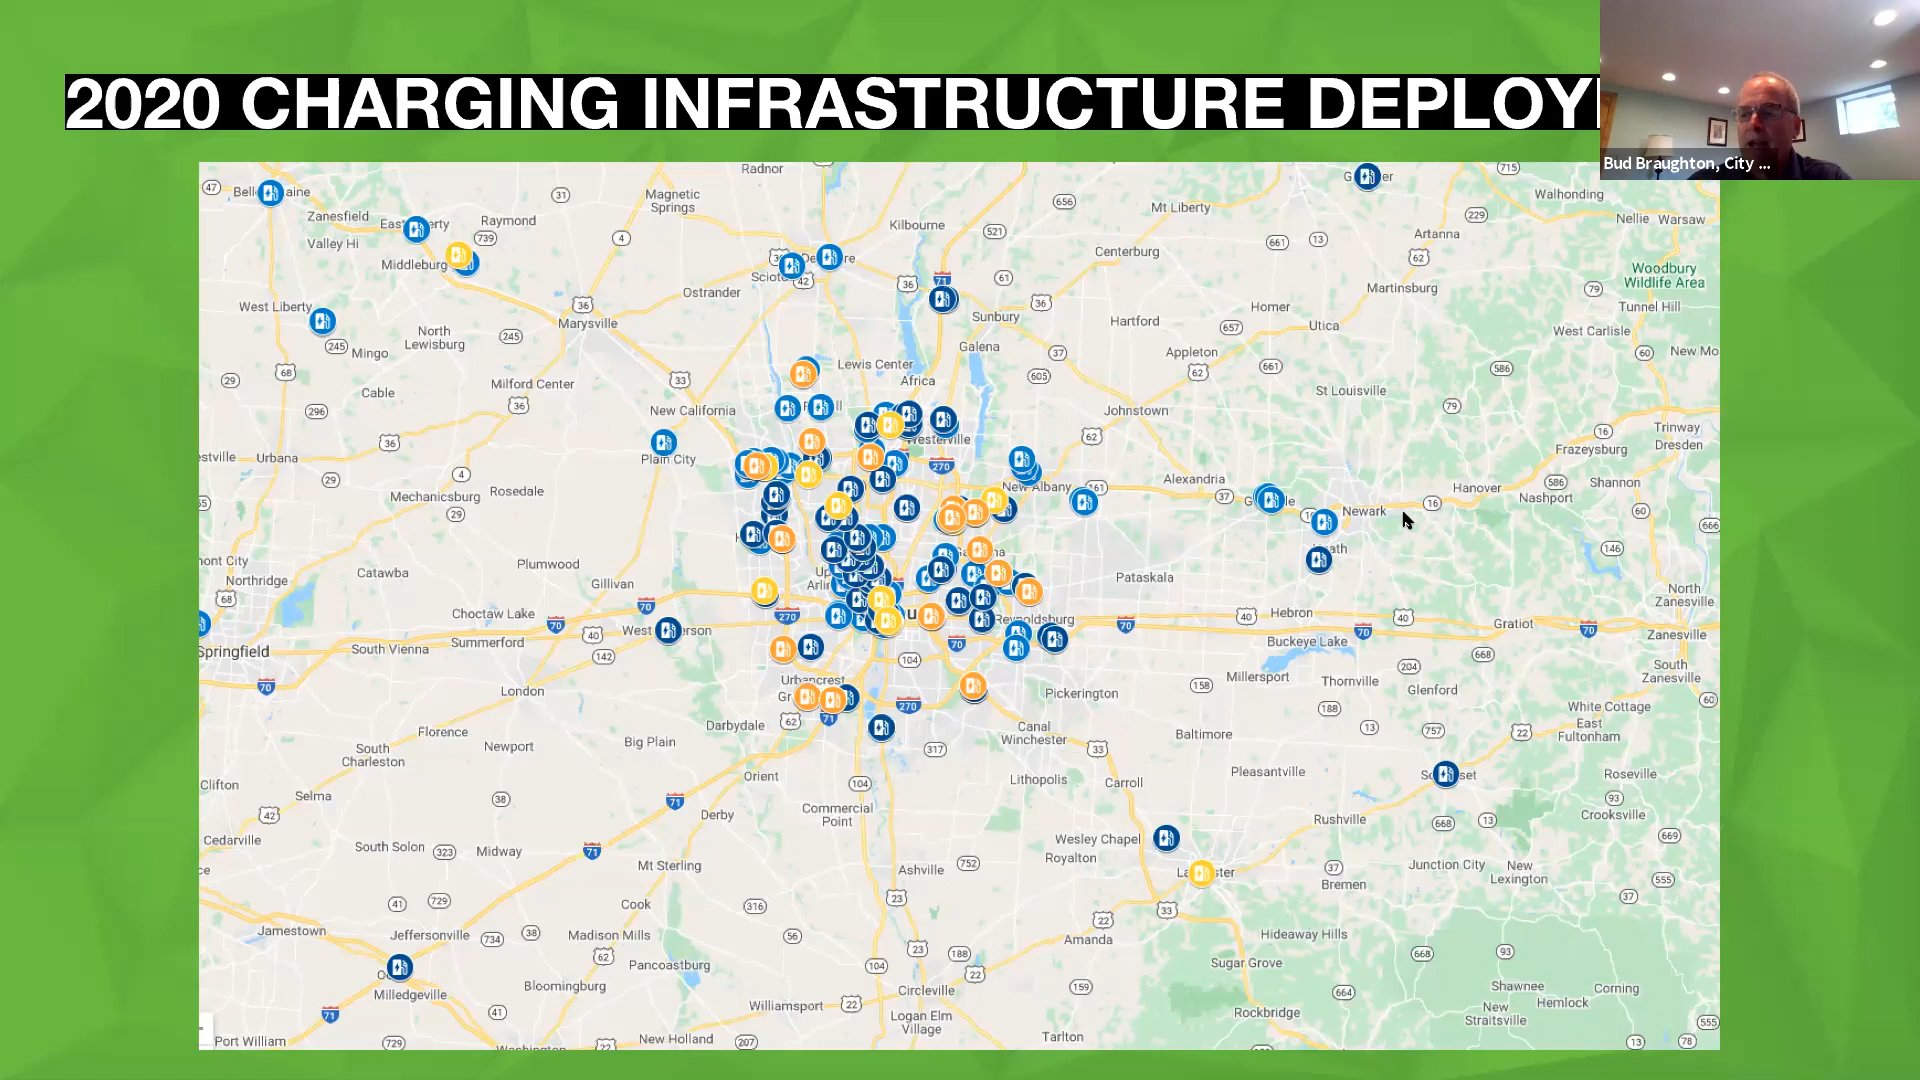 2020 CHARGING INFRASTRUCTURE DEPLOY
Bud Braughton, City ...
Radnor
Magnetic
Springs
Zanesfield
Raymond
Valley Hi
Middleburg
Kilbourne
Mt Liberty
Centerburg
Walhonding
Nellie
Warsaw
Artanna
Woodbury
Wildlife Area
Martinsburg
Tunnel Hill
West Liberty
Ostrander
Marysville
Sunbury
Hartford
Homer
Utica
West Carlisle
North
Lewisburg
Mingo
Galena
Appleton
New Mo
Cable
Milford Center
Lewis Center
Africa
St Louisville
New California
Johnstown
Trinway
Dresden
Urbana
Plain City
Westerville
Frazeysburg
Mechanicsburg
Rosedale
New Albany
Alexandria
Hanover
Nashport
Shannon
Newark
Catawba
Plumwood
Northridge
Gillivan
Pataskala
North
Zanesville
Choctaw Lake
Reynoldsburg
Hebron
Gratiot
Summerford
Buckeye Lake
Zanesville
Springfield
South Vienna
London
Urbancrest
Pickerington
Millersport
Thornville
Glenford
South
Zanesville
Darbydale
Florence
Newport
Big Plain
Canal
Winchester
Baltimore
White Cottage
East
Fultonham
South
Charleston
Orient
Lithopolis
Carroll
Pleasantville
Roseville
Clifton
Selma
Derby
Commercial
Point
Rushville
Crooksville
Cedarville
South Solon
Midway
Mt Sterling
Ashville
Wesley Chapel
Royalton
Junction City
New
Lexington
Bremen
Cook
Jamestown
Jeffersonville
Madison Mills
Amanda
Hideaway Hills
Pancoastburg
Sugar Grove
Milledgeville
Bloomingburg
Williamsport
Circleville
Logan Elm
Village
Shawnee
Corning
Hemlock
New
Straitsville
Rockbridge
Port William
New Holland
Tarlton